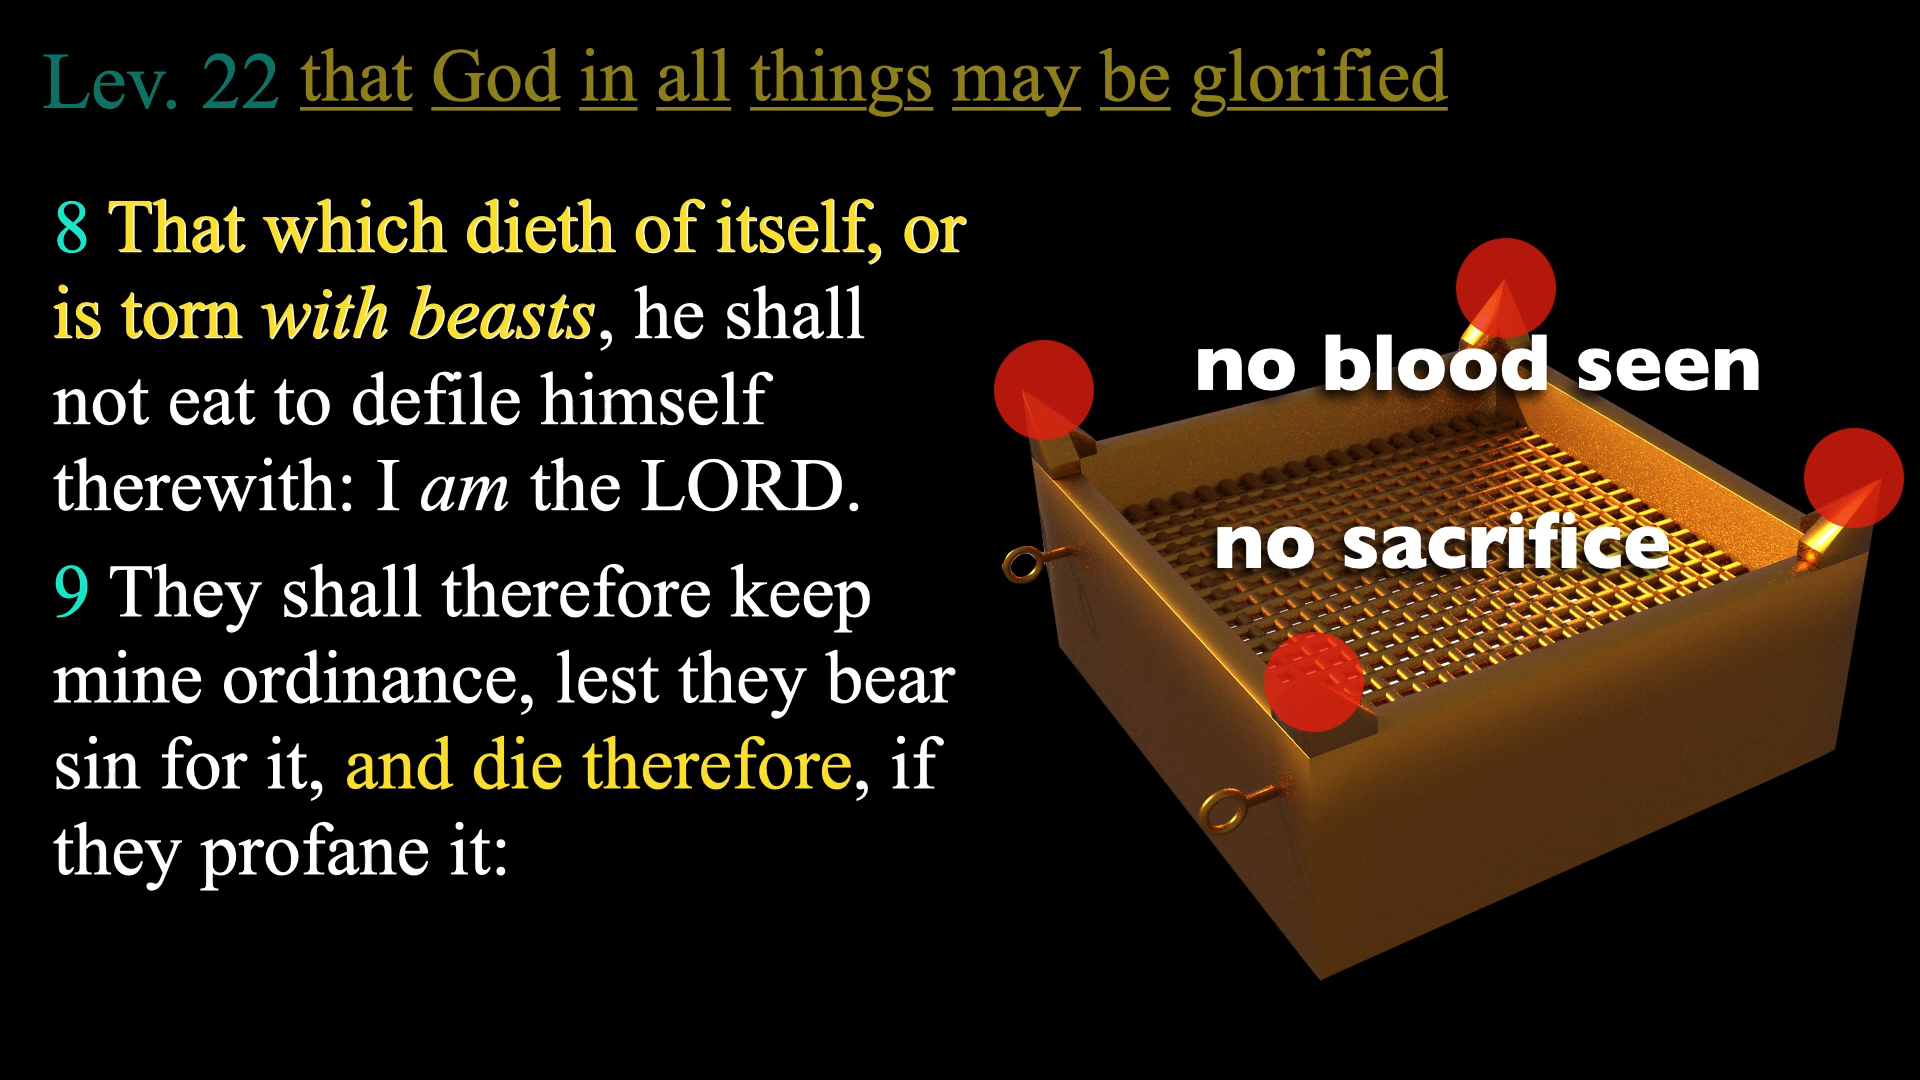 Lev. 22 that God in all things may be glorified
8 That which dieth of itself, or
is torn with beasts, he shall
not eat to defile himself
therewith: I am the LORD.
9 They shall therefore keep
mine ordinance, lest they bear
sin for it, and die therefore, if
they profane it:
no blood seen
no sacrifice